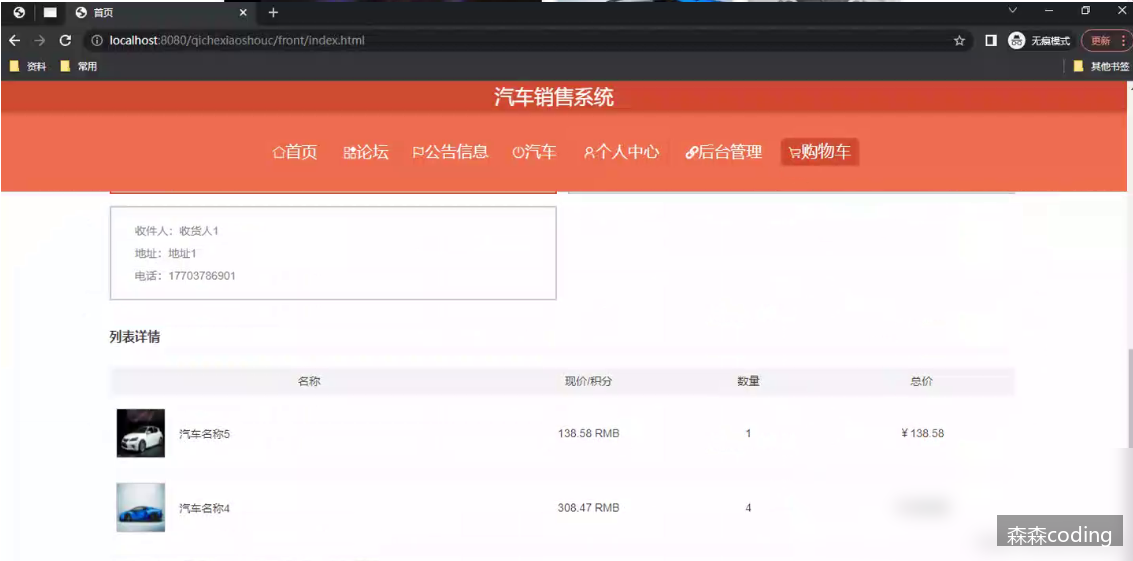 首页
localhost:8080/qichexiaoshouc/front/index.html
无痕模式
更新
资料 常用 其他书签
汽车销售系统
首页 论坛 公告信息 汽车 个人中心 后台管理 购物车
收件人：收货人1
地址：地址1
电话：17703786901
列表详情
名称 现价/积分 数量 总价
汽车名称5 138.58 RMB 1 ￥138.58
汽车名称4 308.47 RMB 4
森森coding